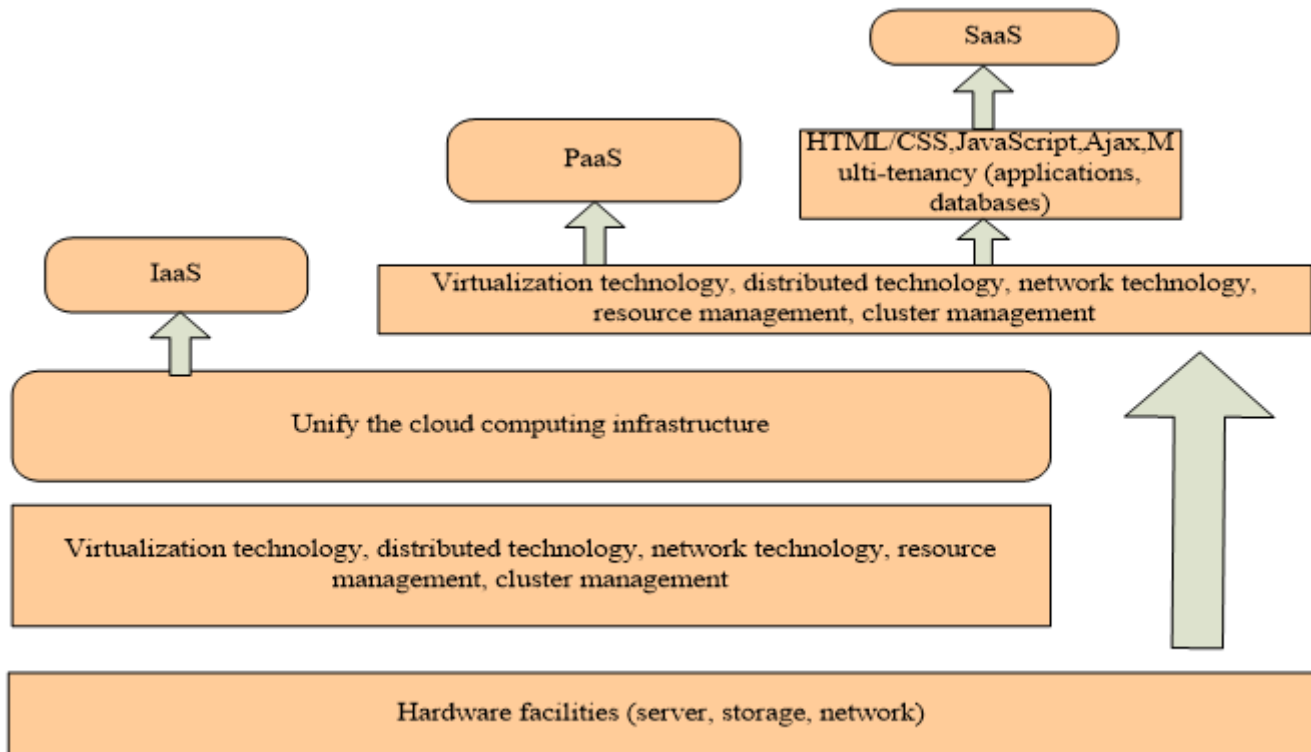 SaaS
HTML/CSS,JavaScript,Ajax,M
ulti-tenancy (applications,
databases)
PaaS
IaaS
Virtualization technology, distributed technology, network technology,
resource management, cluster management
Unify the cloud computing infrastructure
Virtualization technology, distributed technology, network technology, resource
management, cluster management
Hardware facilities (server, storage, network)